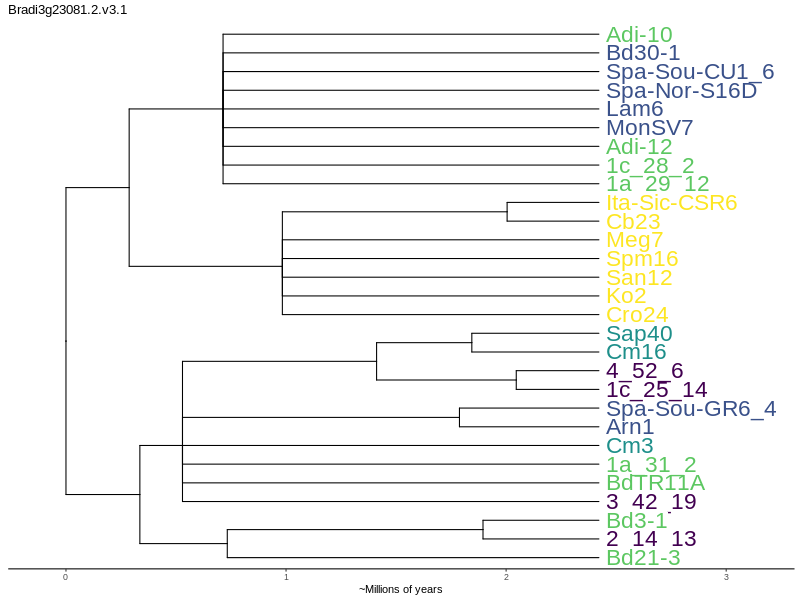 Bradi3g23081.2.v3.1
Adi-10
Bd30-1
Spa-Sou-CU1_6
Spa-Nor-S16D
Lam6
MonSV7
Adi-12
1c_28_2
1a_29_12
Ita-Sic-CSR6
Cb23
Meg7
Spm16
San12
Ko2
Cro24
Sap40
Cm16
4_52_6
1c_25_14
Spa-Sou-GR6_4
Arn1
Cm3
1a_31_2
BdTR11A
3_42_19
Bd3-1
2_14_13
Bd21-3
0 1 2 3
~Millions of years